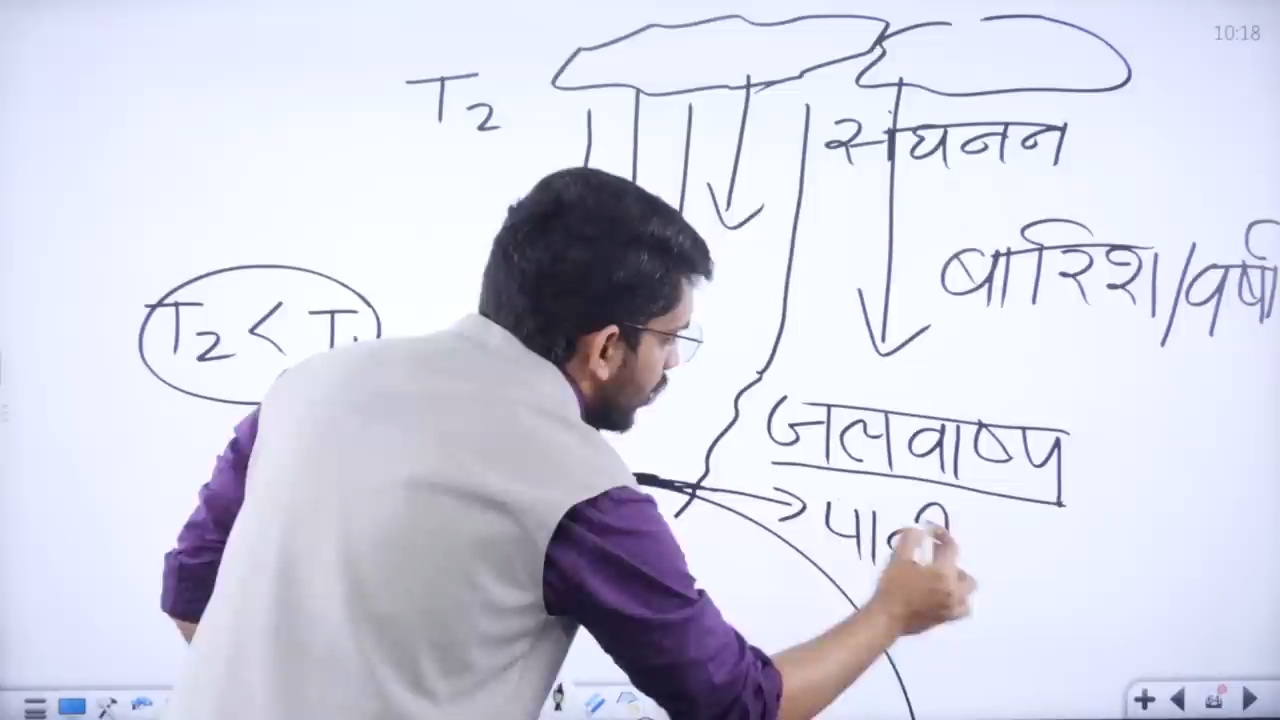 10:18
T2
संघनन
बारिश/वर्षा
T2 < T1
जलवाष्प
→ पानी